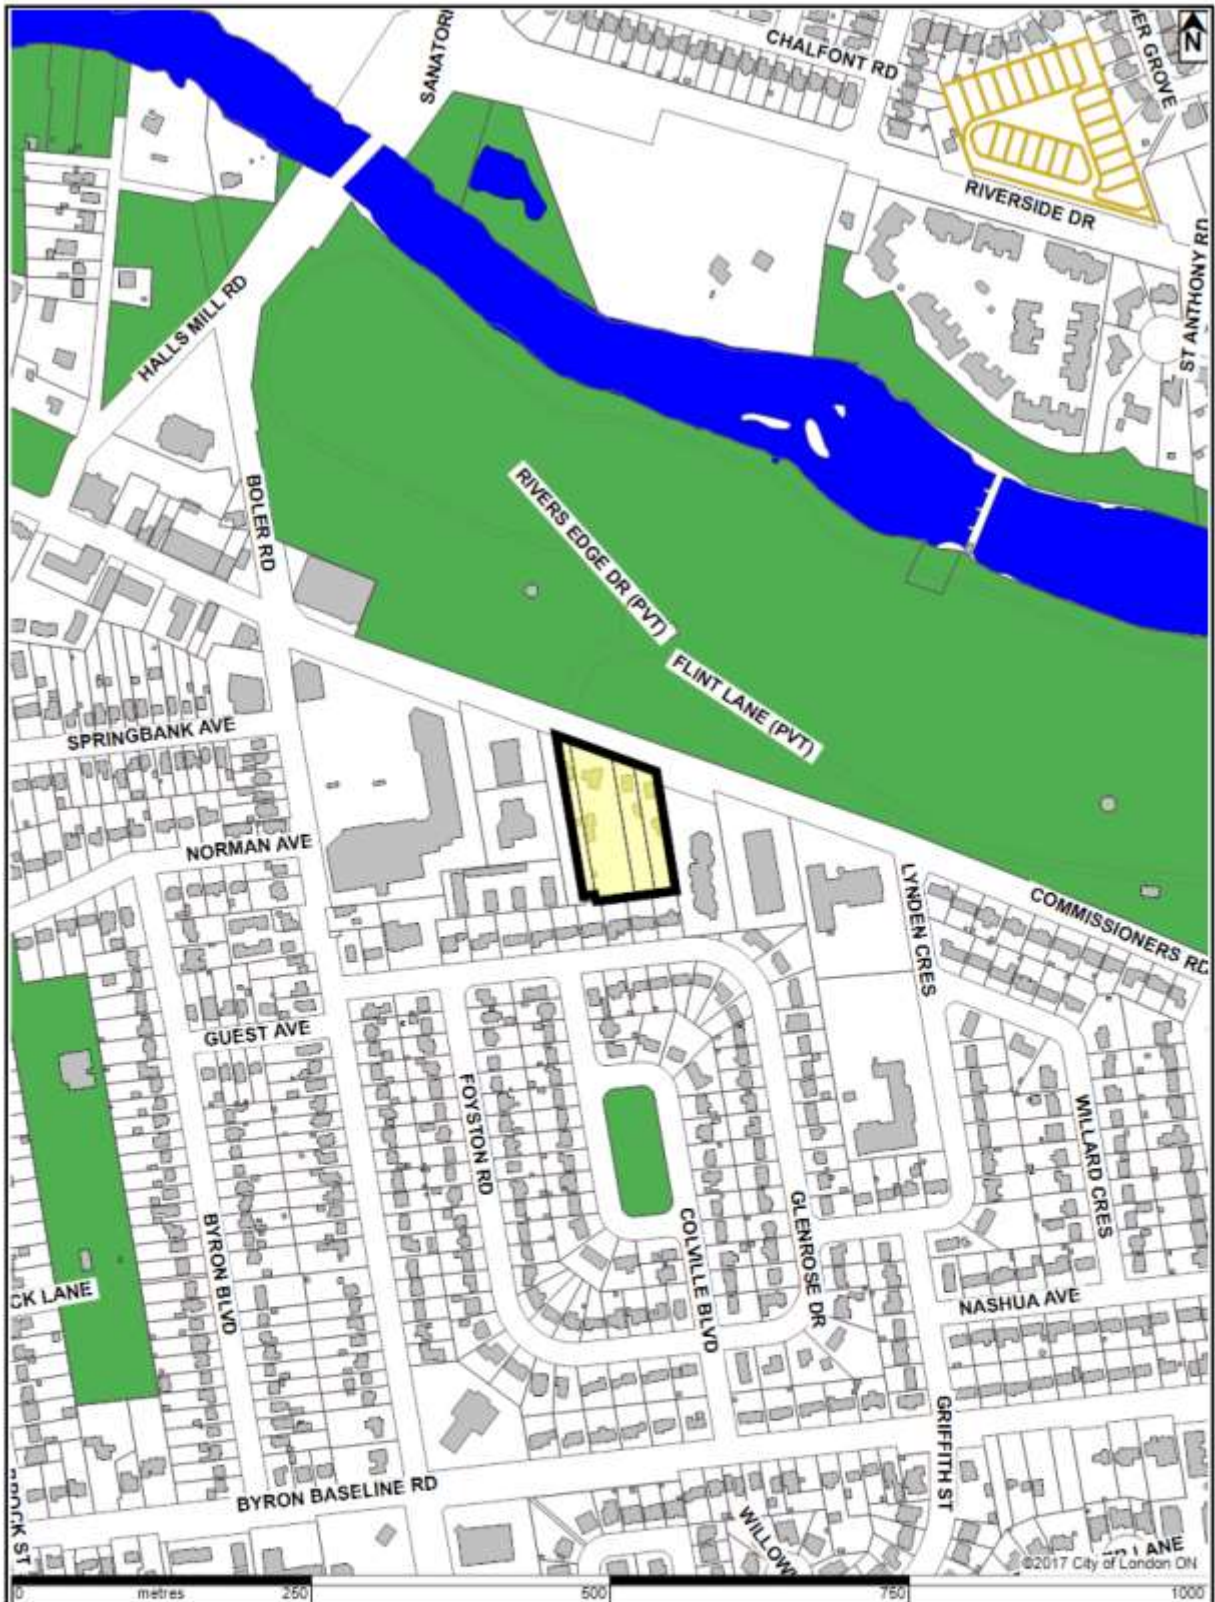 N
CHALFONT RD
SANATORI
ER GROVE
RIVERSIDE DR
ST ANTHONY RD
HALLS MILL RD
BOLER RD
RIVERS EDGE DR (PVT)
FLINT LANE (PVT)
SPRINGBANK AVE
NORMAN AVE
LYNDEN CRES
COMMISSIONERS RD
GUEST AVE
FOYSTON RD
WILLARD CRES
BYRON BLVD
COLVILLE BLVD
GLENROSE DR
CK LANE
NASHUA AVE
GRIFFITH ST
BYRON BASELINE RD
WILLOW
LANE
©2017 City of London ON
0 metres 250 500 750 1000